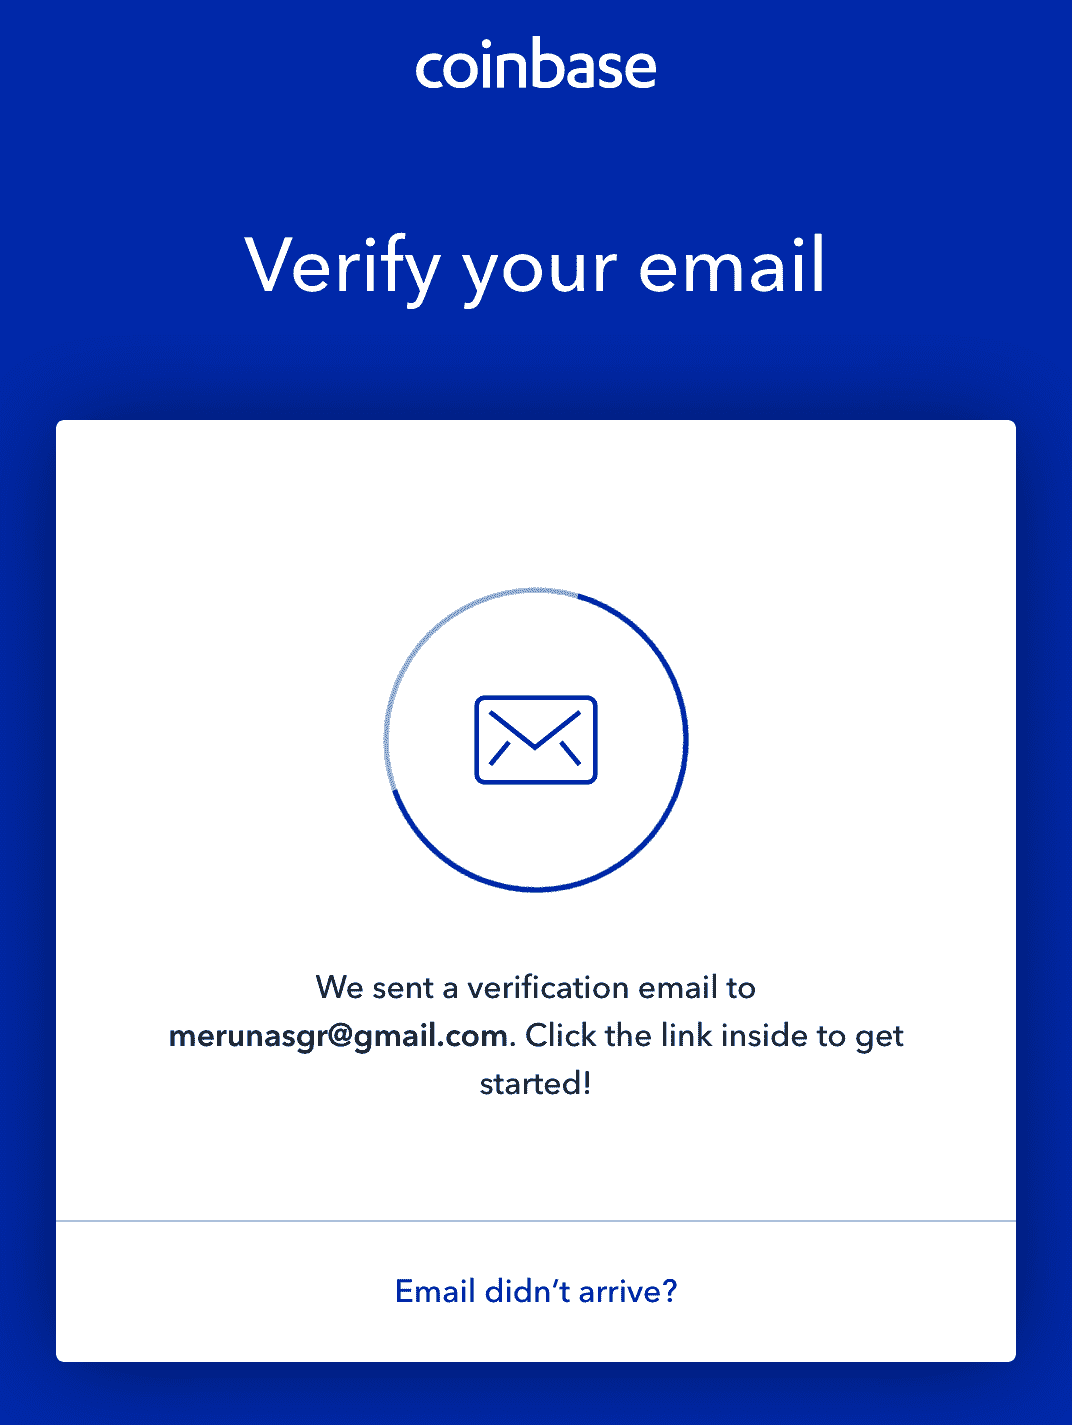 coinbase
Verify your email
We sent a verification email to
merunasgr@gmail.com. Click the link inside to get
started!
Email didn’t arrive?